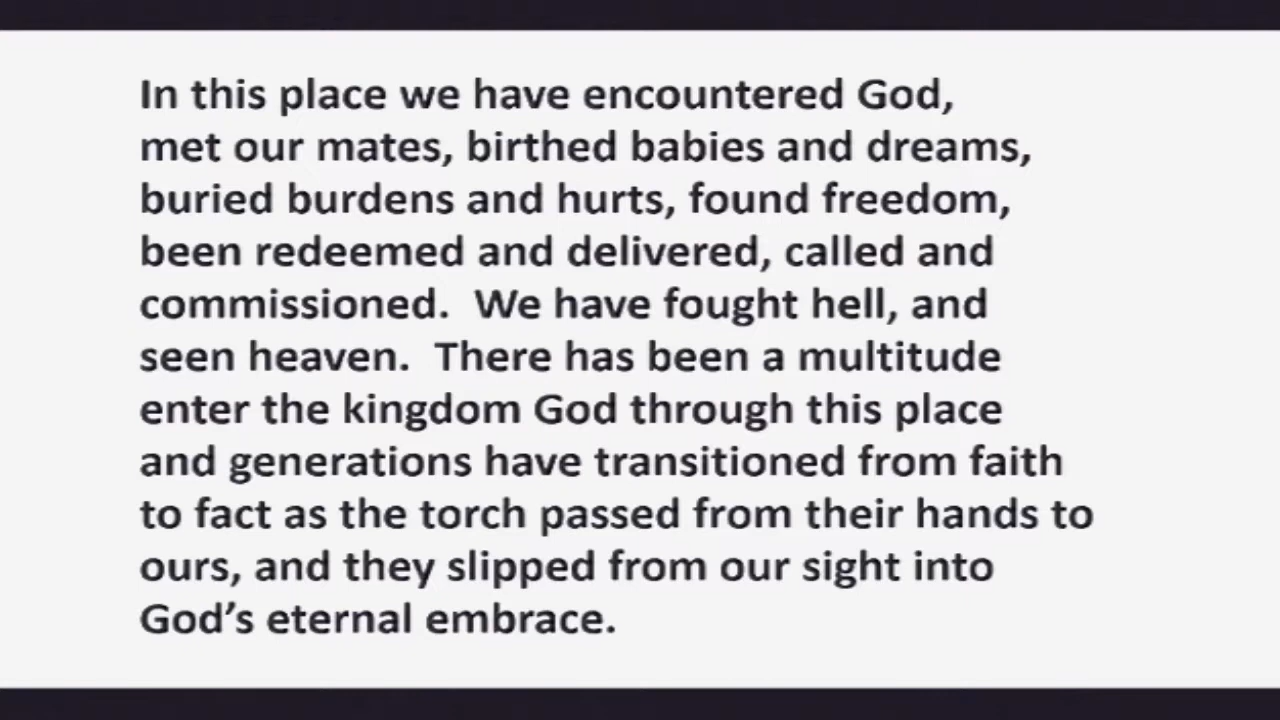 In this place we have encountered God,
met our mates, birthed babies and dreams,
buried burdens and hurts, found freedom,
been redeemed and delivered, called and
commissioned.  We have fought hell, and
seen heaven.  There has been a multitude
enter the kingdom God through this place
and generations have transitioned from faith
to fact as the torch passed from their hands to
ours, and they slipped from our sight into
God’s eternal embrace.